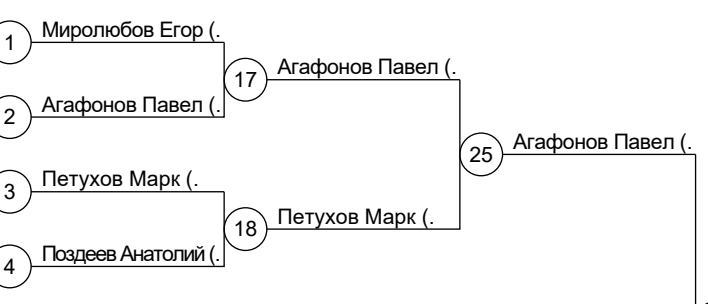 1 Миролюбов Егор (.
2 Агафонов Павел (.
17 Агафонов Павел (.
3 Петухов Марк (.
4 Поздеев Анатолий (.
18 Петухов Марк (.
25 Агафонов Павел (.